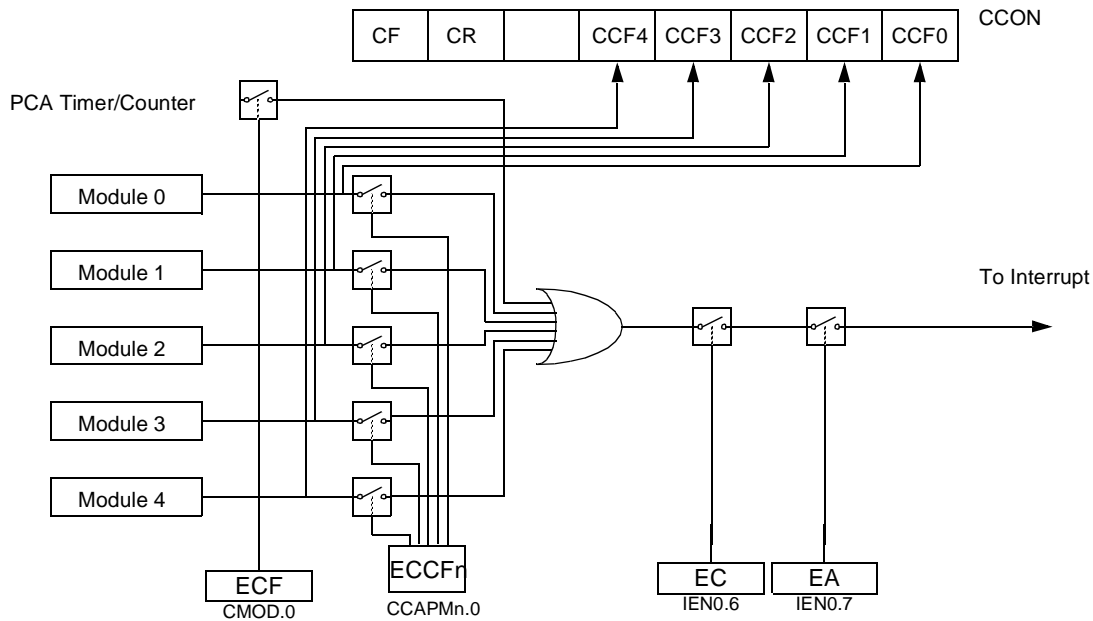 CCON
CF CR CCF4 CCF3 CCF2 CCF1 CCF0
PCA Timer/Counter
Module 0
Module 1
To Interrupt
Module 2
Module 3
Module 4
ECF
CMOD.0
ECCFn
CCAPMn.0
EC
IEN0.6
EA
IEN0.7